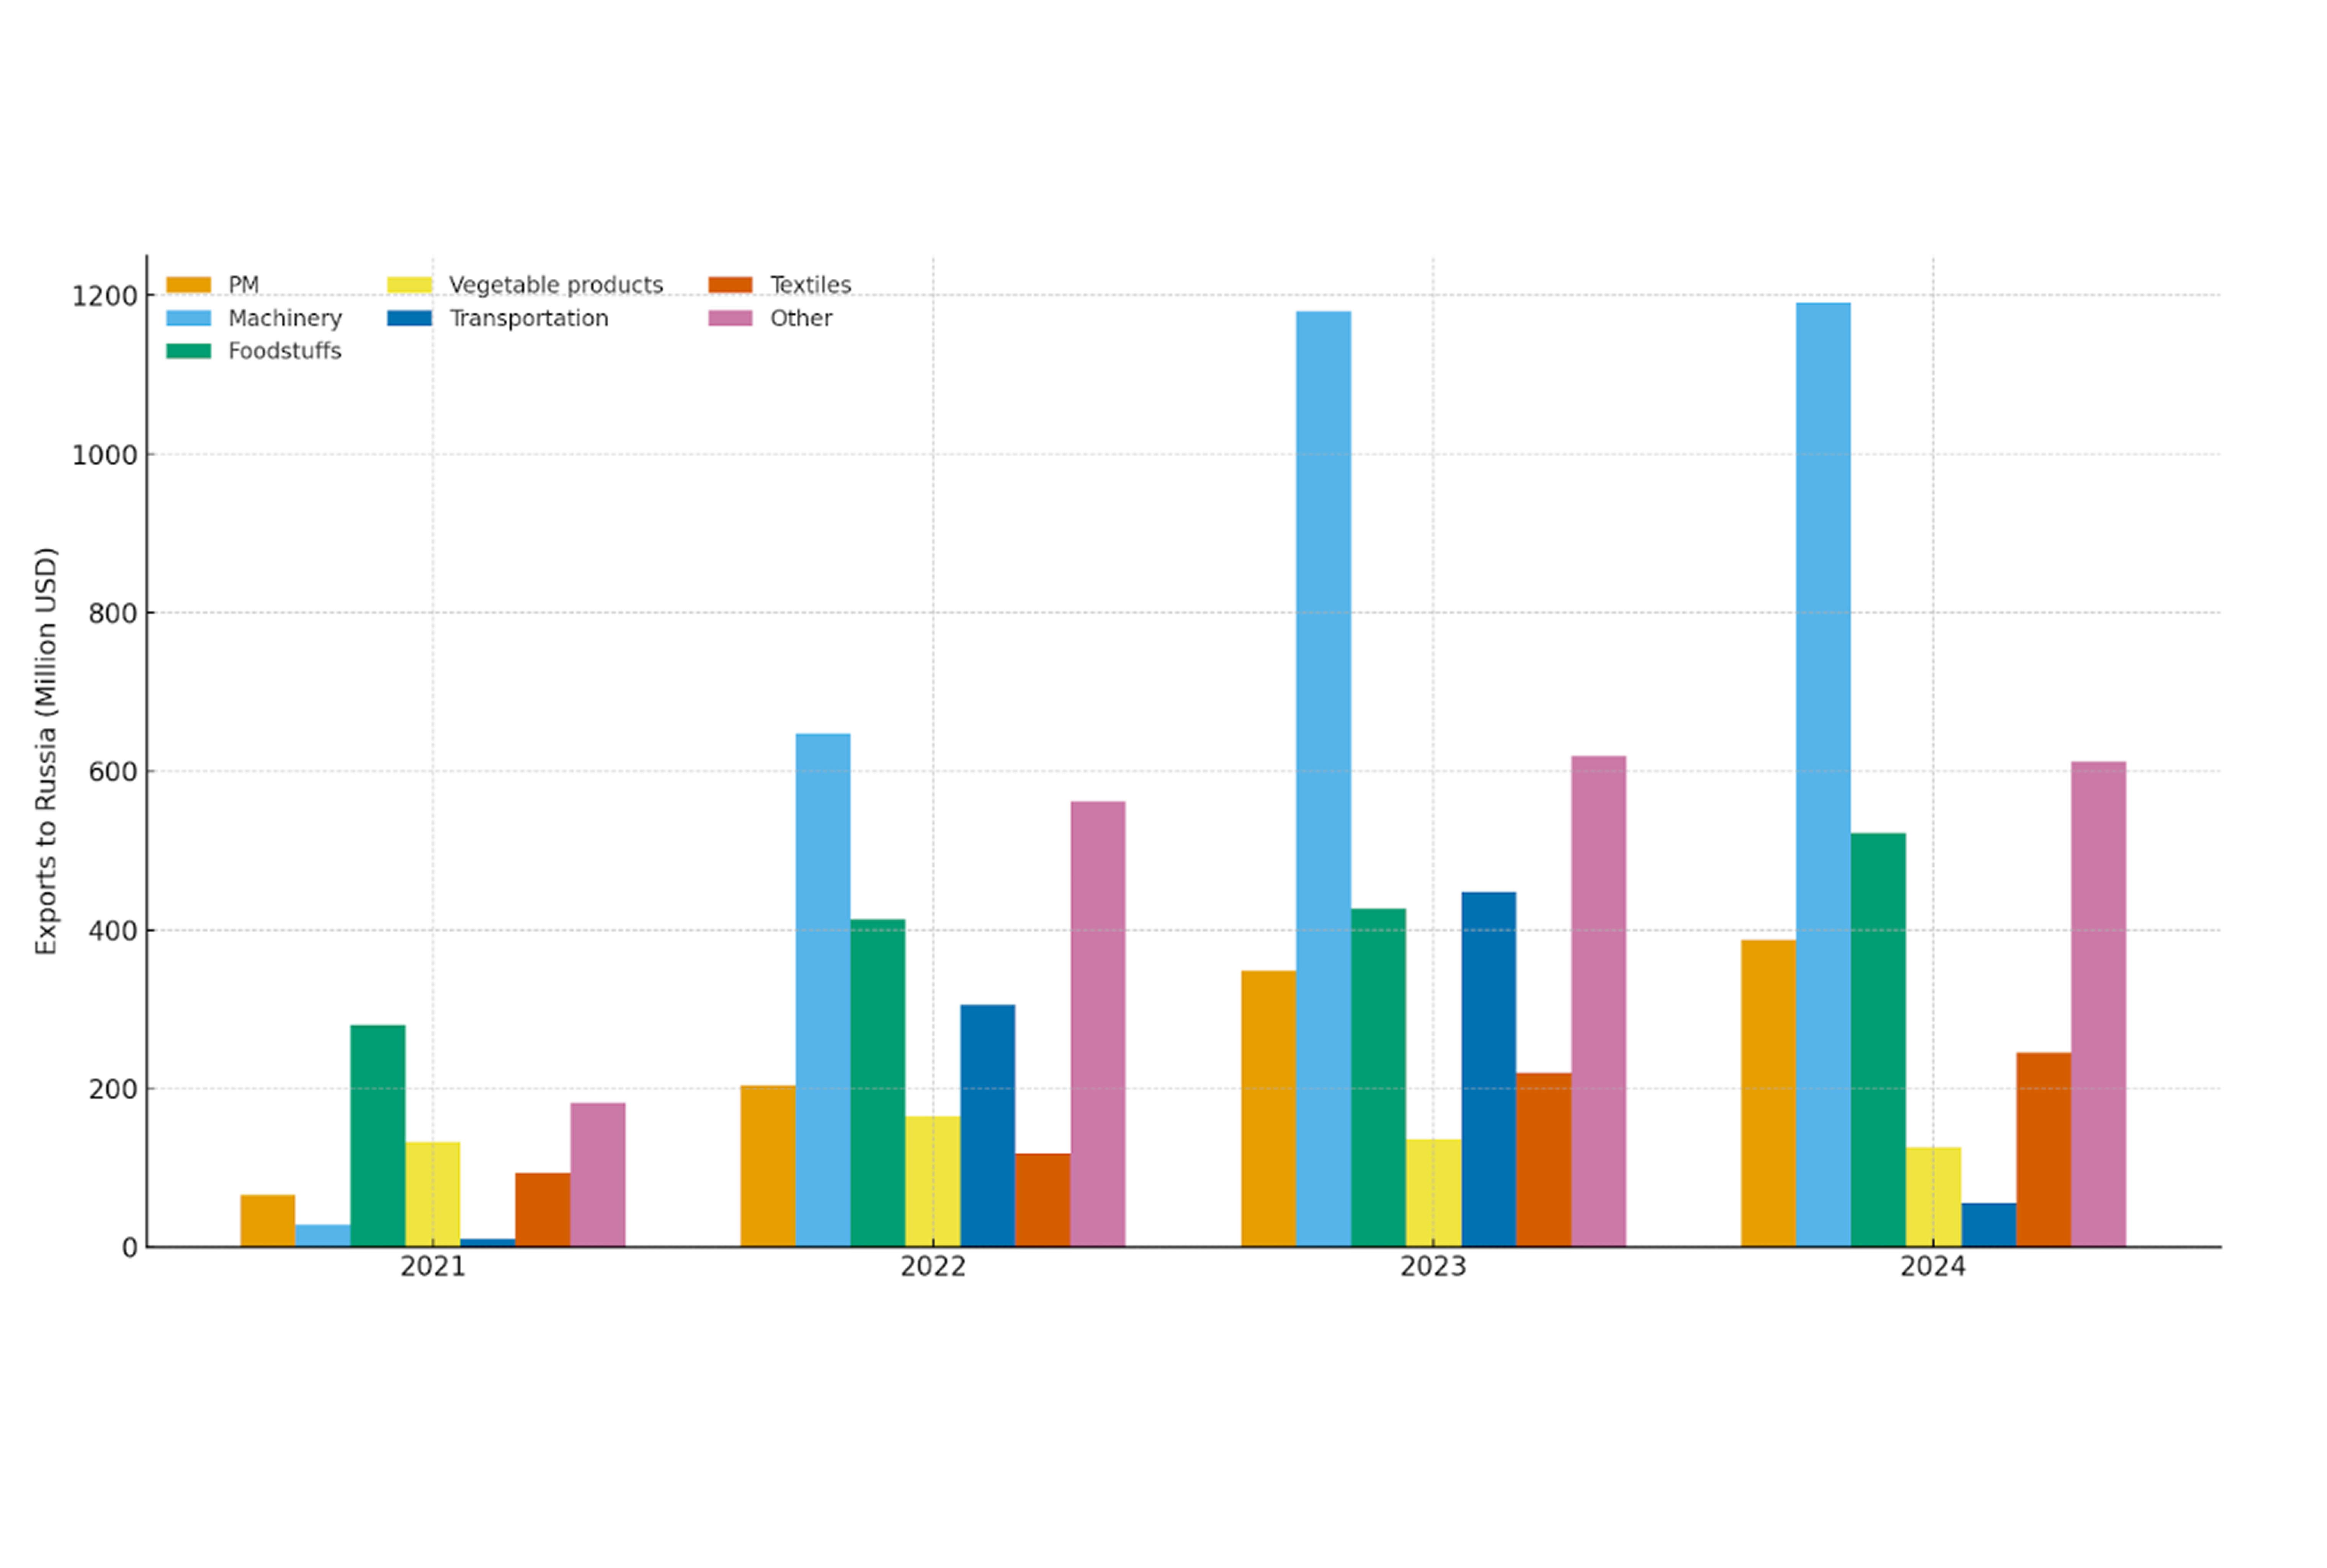 PM
Machinery
Foodstuffs
Vegetable products
Transportation
Textiles
Other
Exports to Russia (Million USD)
1200
1000
800
600
400
200
0
2021
2022
2023
2024